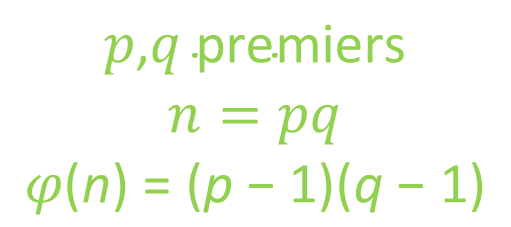 p,q premiers
n = pq
φ(n) = (p − 1)(q − 1)